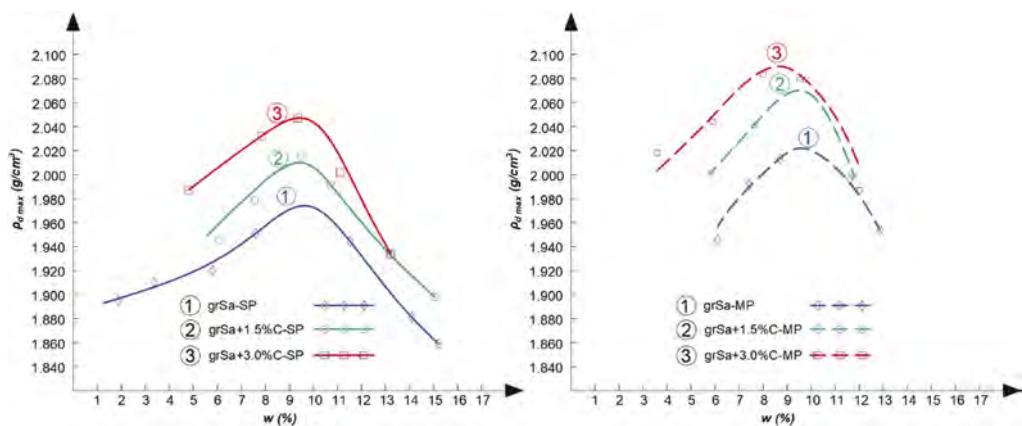 2.100
2.080
2.060
2.040
2.020
2.000
1.980
1.960
1.940
1.920
1.900
1.880
1.860
1.840
ρd max (g/cm³)
3
2
1
1 grSa-SP
2 grSa+1.5%C-SP
3 grSa+3.0%C-SP
1 2 3 4 5 6 7 8 9 10 11 12 13 14 15 16 17
w (%)
2.100
2.080
2.060
2.040
2.020
2.000
1.980
1.960
1.940
1.920
1.900
1.880
1.860
1.840
ρd max (g/cm³)
3
2
1
1 grSa-MP
2 grSa+1.5%C-MP
3 grSa+3.0%C-MP
1 2 3 4 5 6 7 8 9 10 11 12 13 14 15 16 17
w (%)